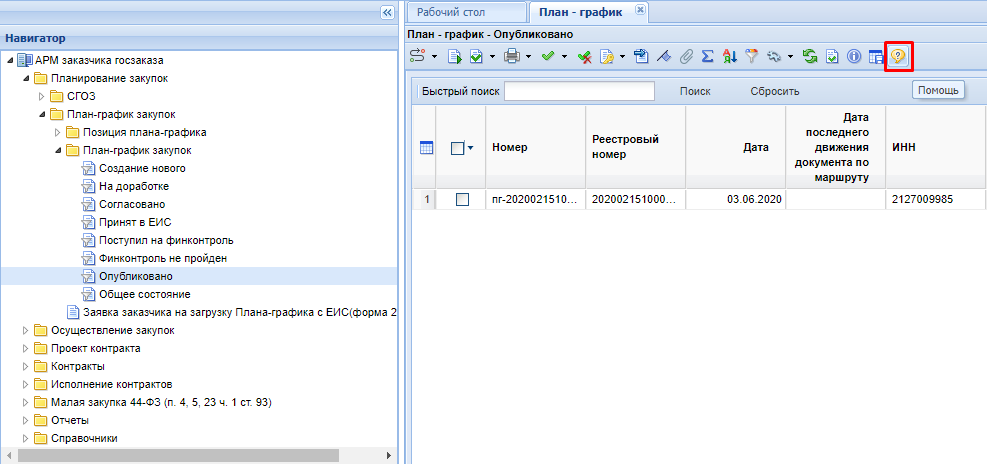 Рабочий стол
План - график
Навигатор
План - график - Опубликовано
АРМ заказчика госзаказа
Планирование закупок
СГОЗ
План-график закупок
Позиция плана-графика
План-график закупок
Создание нового
На доработке
Согласовано
Принят в ЕИС
Поступил на финконтроль
Финконтроль не пройден
Опубликовано
Общее состояние
Заявка заказчика на загрузку Плана-графика с ЕИС(форма 2
Осуществление закупок
Проект контракта
Контракты
Исполнение контрактов
Малая закупка 44-ФЗ (п. 4, 5, 23 ч. 1 ст. 93)
Отчеты
Справочники
Быстрый поиск
Поиск
Сбросить
Помощь
Номер
Реестровый
номер
Дата
Дата
последнего
движения
документа по
маршруту
ИНН
1
пг-2020021510...
202002151000...
03.06.2020
2127009985